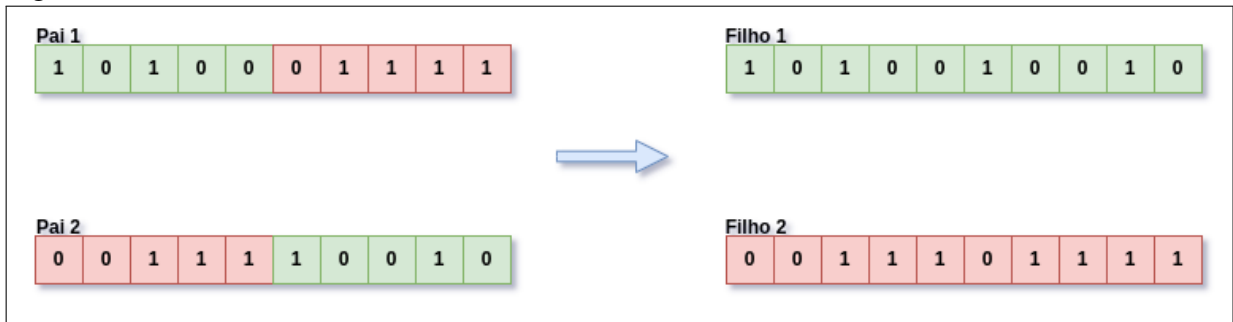 Pai 1
1 0 1 0 0 0 1 1 1 1
Filho 1
1 0 1 0 0 1 0 0 1 0
Pai 2
0 0 1 1 1 1 0 0 1 0
Filho 2
0 0 1 1 1 0 1 1 1 1